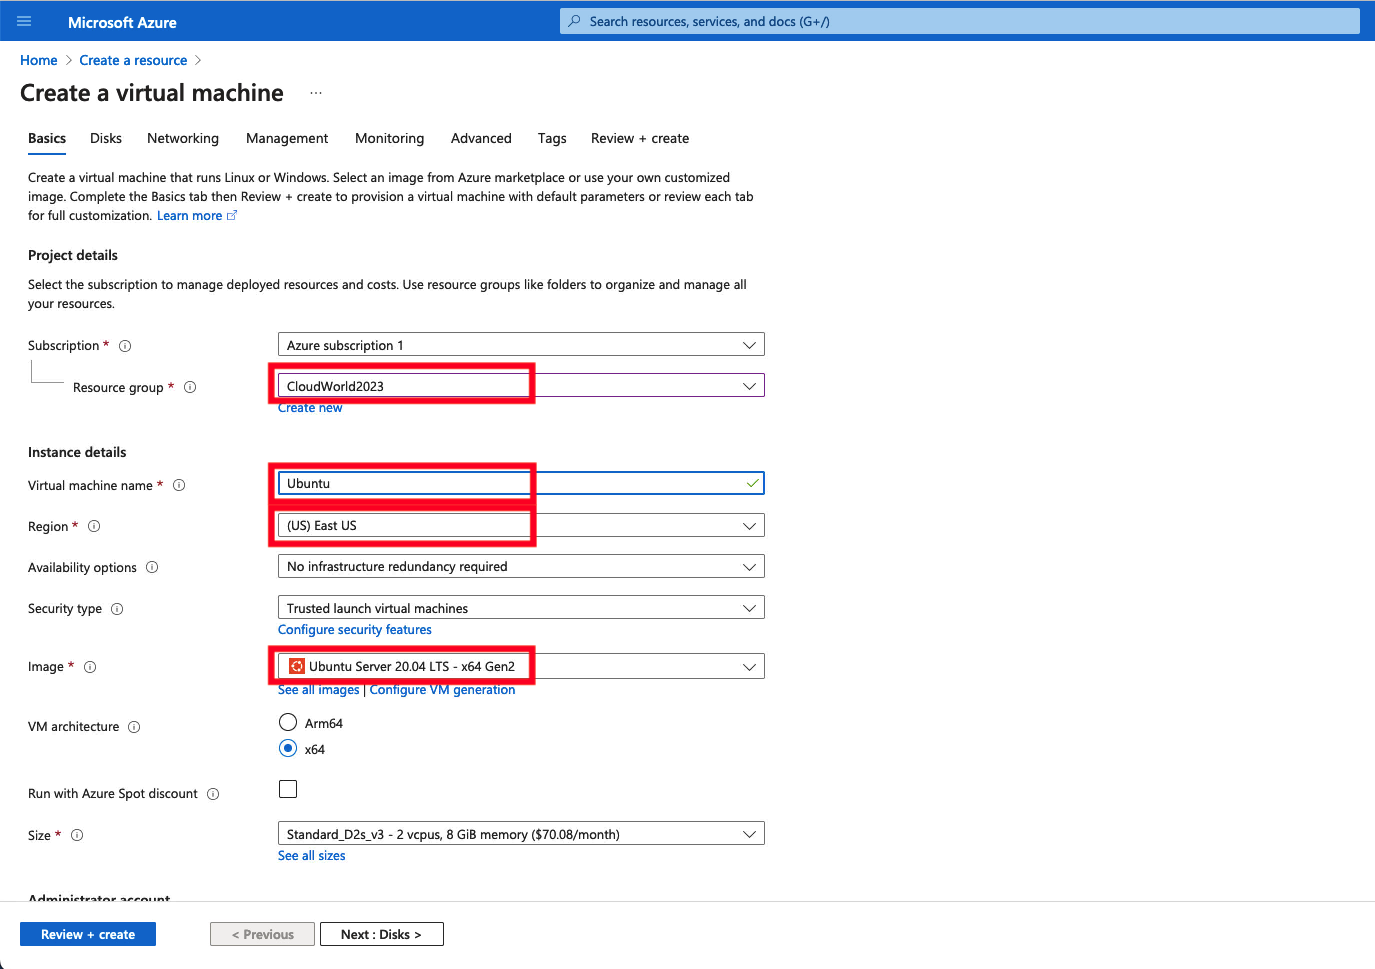 Microsoft Azure
Search resources, services, and docs (G+/)
Home > Create a resource >
Create a virtual machine ...
Basics Disks Networking Management Monitoring Advanced Tags Review + create
Create a virtual machine that runs Linux or Windows. Select an image from Azure marketplace or use your own customized
image. Complete the Basics tab then Review + create to provision a virtual machine with default parameters or review each tab
for full customization. Learn more
Project details
Select the subscription to manage deployed resources and costs. Use resource groups like folders to organize and manage all
your resources.
Subscription * Azure subscription 1
Resource group * CloudWorld2023
Create new
Instance details
Virtual machine name * Ubuntu
Region * (US) East US
Availability options No infrastructure redundancy required
Security type Trusted launch virtual machines
Configure security features
Image * Ubuntu Server 20.04 LTS - x64 Gen2
See all images | Configure VM generation
VM architecture Arm64
x64
Run with Azure Spot discount
Size * Standard_D2s_v3 - 2 vcpus, 8 GiB memory ($70.08/month)
See all sizes
Administrator account
Review + create < Previous Next : Disks >